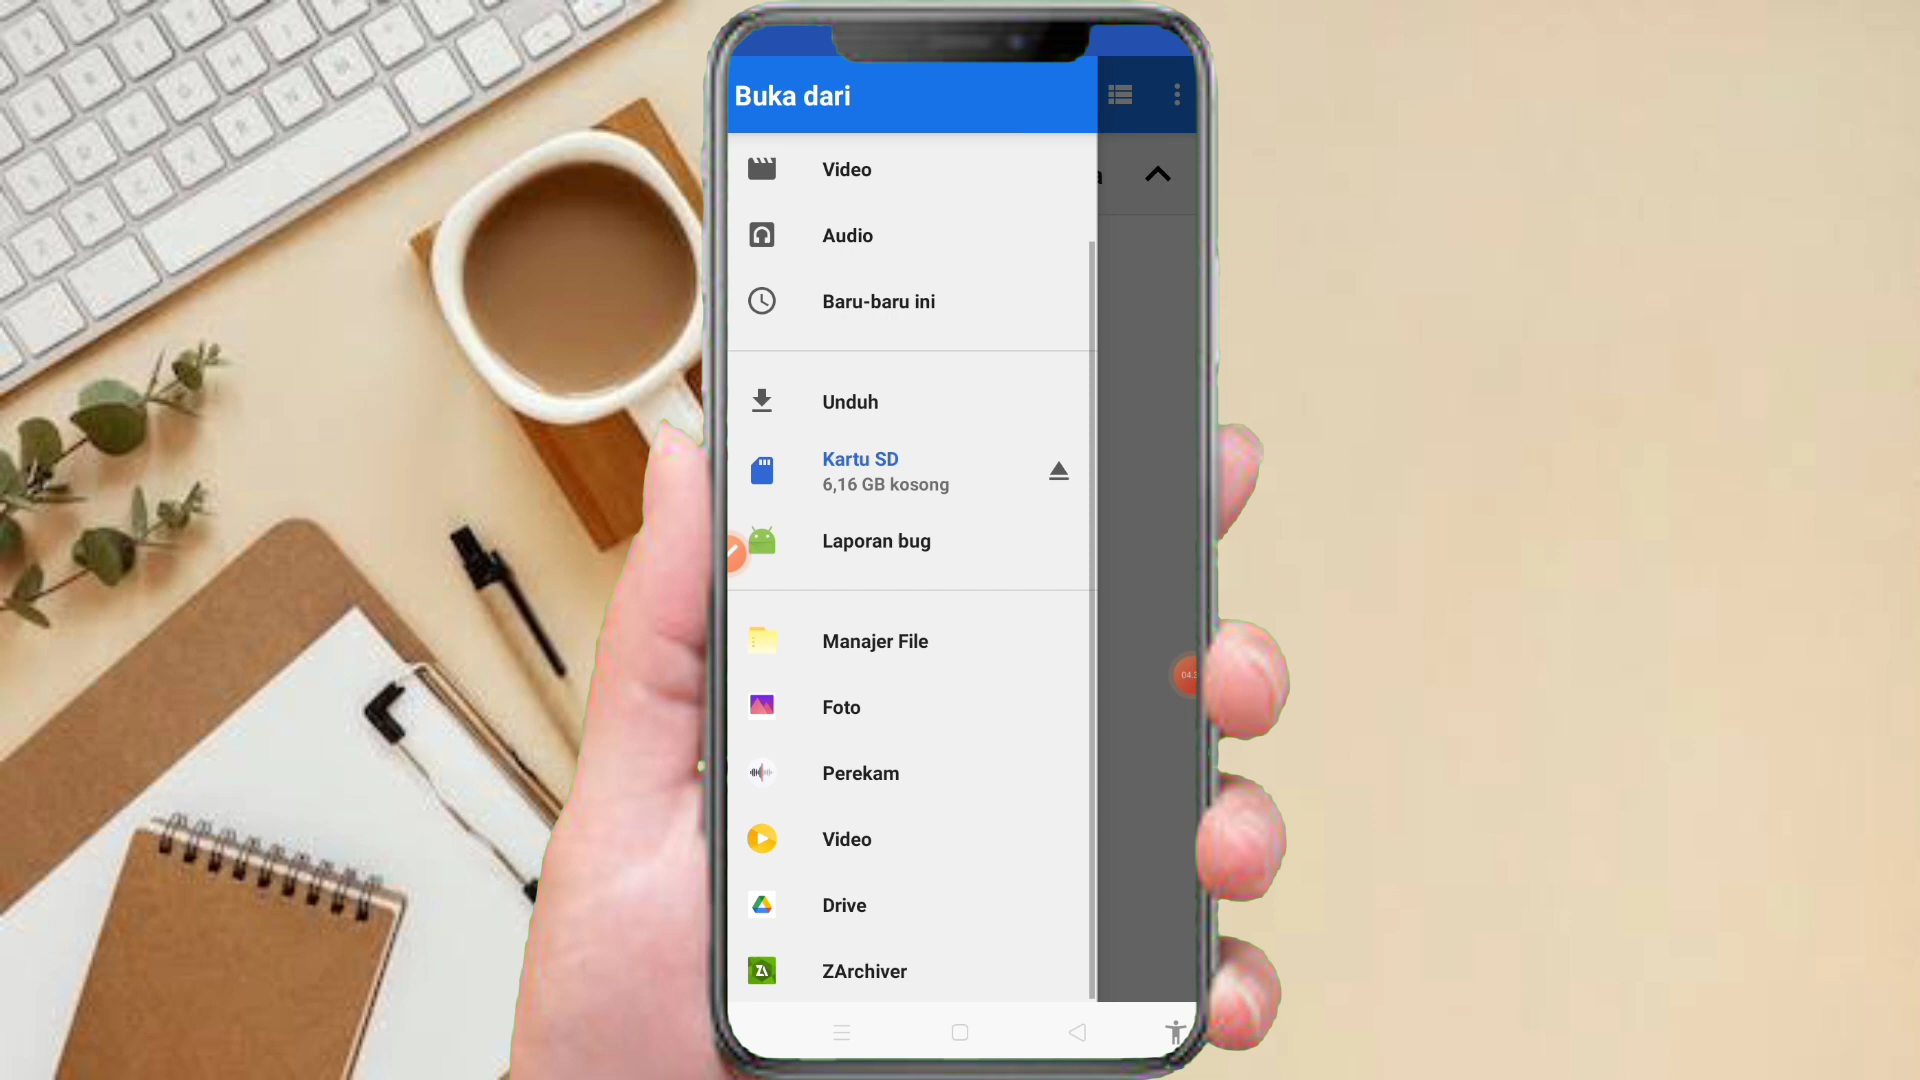 Buka dari
Video
Audio
Baru-baru ini
Unduh
Kartu SD
6,16 GB kosong
Laporan bug
Manajer File
Foto
Perekam
Video
Drive
ZArchiver